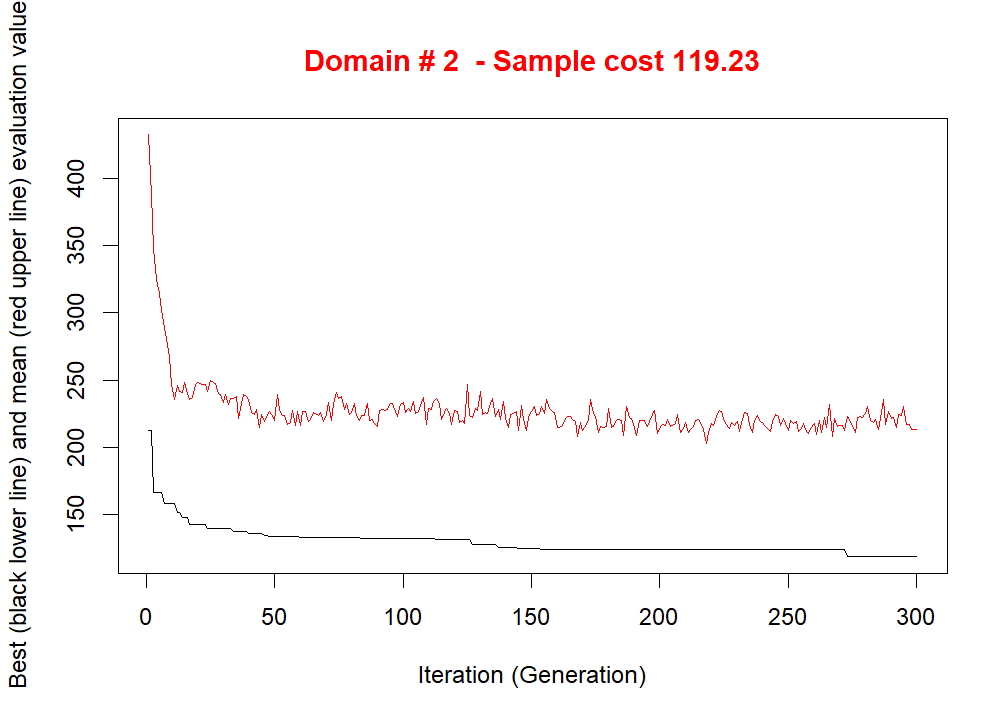 Domain # 2  - Sample cost 119.23
Best (black lower line) and mean (red upper line) evaluation value
400
350
300
250
200
150
0 50 100 150 200 250 300
Iteration (Generation)